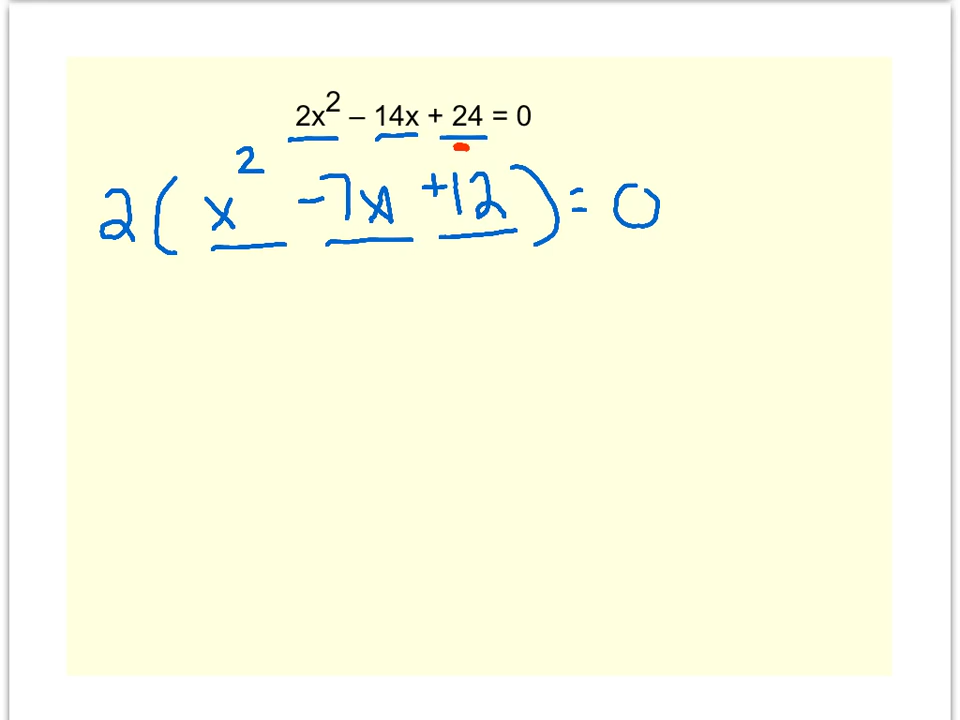 2x² – 14x + 24 = 0
2( x² -7x +12 ) = 0